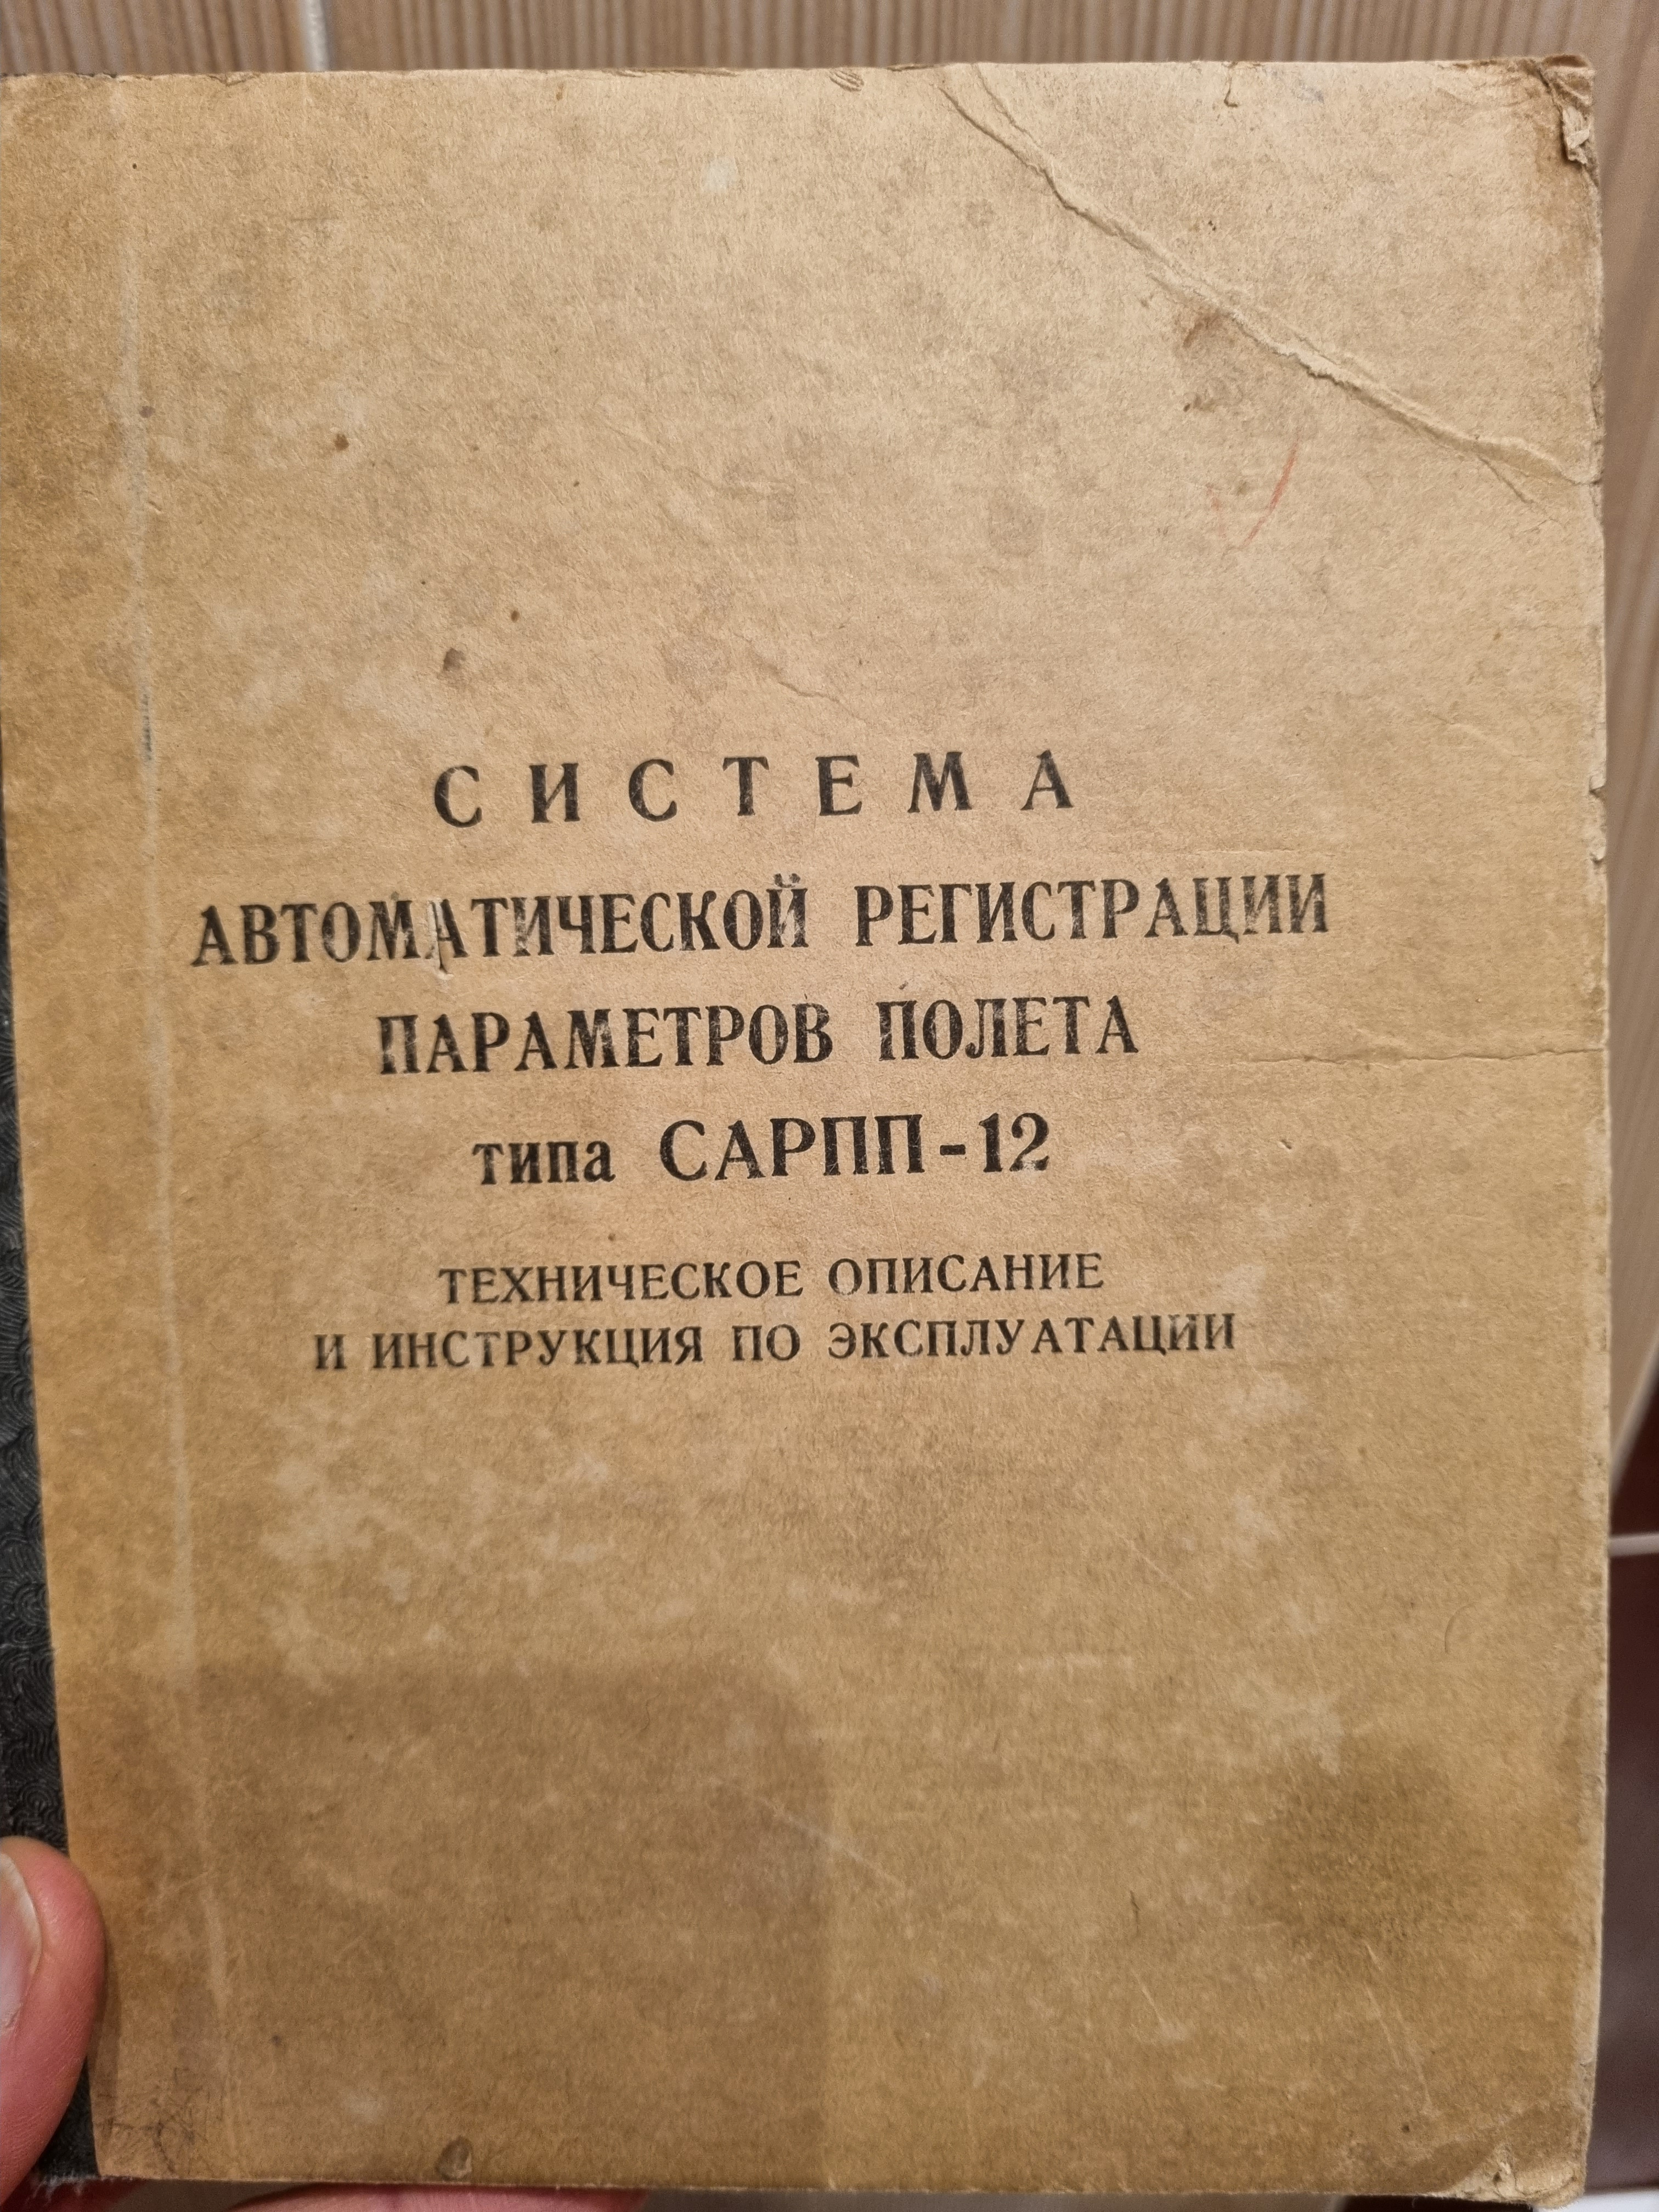 СИСТЕМА
АВТОМАТИЧЕСКОЙ РЕГИСТРАЦИИ
ПАРАМЕТРОВ ПОЛЕТА
типа САРПП-12
ТЕХНИЧЕСКОЕ ОПИСАНИЕ
И ИНСТРУКЦИЯ ПО ЭКСПЛУАТАЦИИ